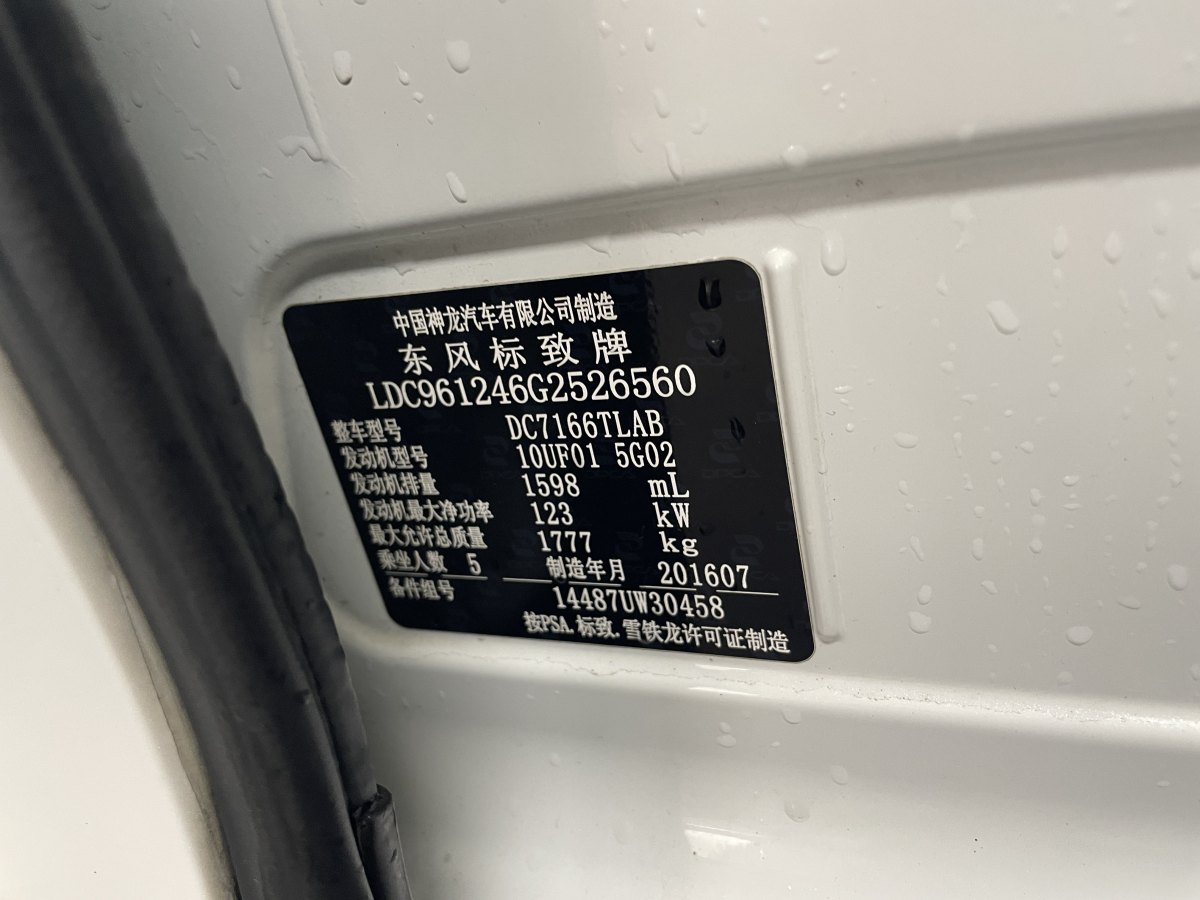 中国神龙汽车有限公司制造
东风标致牌
LDC961246G2526560
整车型号 DC7166TLAB
发动机型号 10UF01 5G02
发动机排量 1598 mL
发动机最大净功率 123 kW
最大允许总质量 1777 kg
乘坐人数 5 制造年月 201607
备件组号 14487UW30458
按PSA.标致.雪铁龙许可证制造